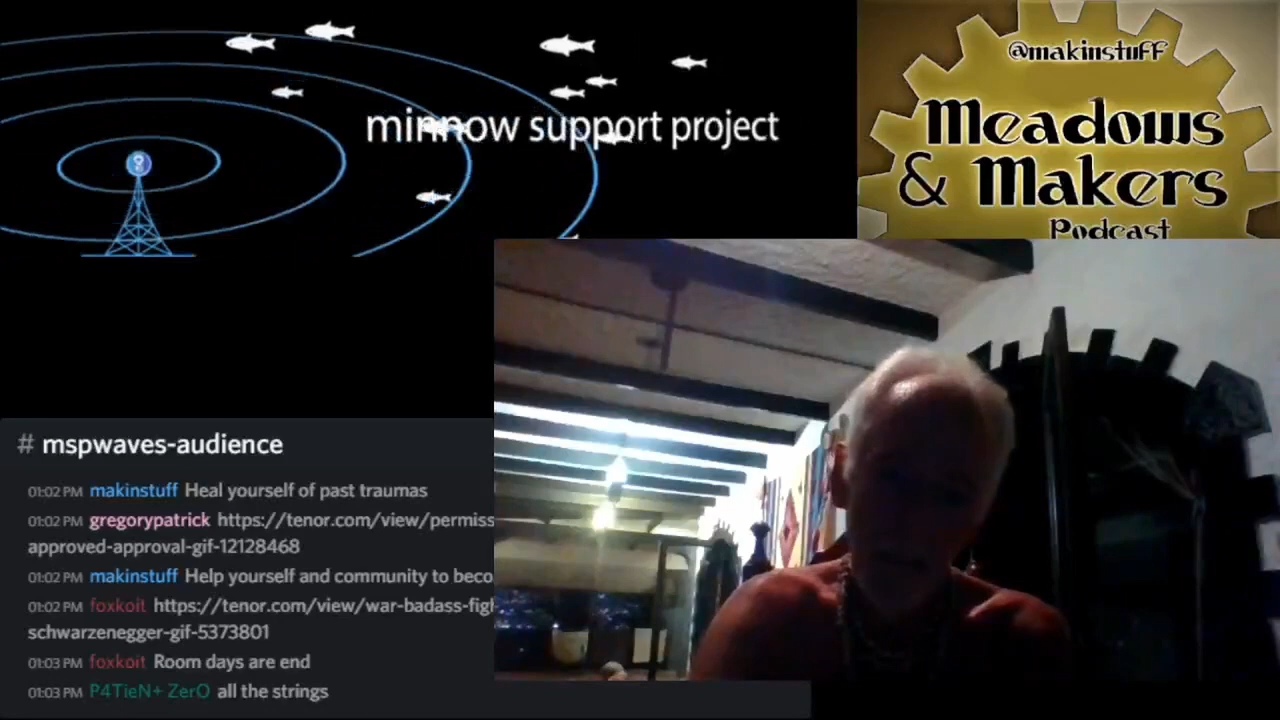 minnow support project
@makinstuff
Meadows
& Makers
Podcast
# mspwaves-audience
01:02 PM makinstuff Heal yourself of past traumas
01:02 PM gregorypatrick https://tenor.com/view/permiss
approved-approval-gif-12128468
01:02 PM makinstuff Help yourself and community to beco
01:02 PM foxkoit https://tenor.com/view/war-badass-figh
schwarzenegger-gif-5373801
01:03 PM foxkoit Room days are end
01:03 PM P4TieN+ ZerO all the strings